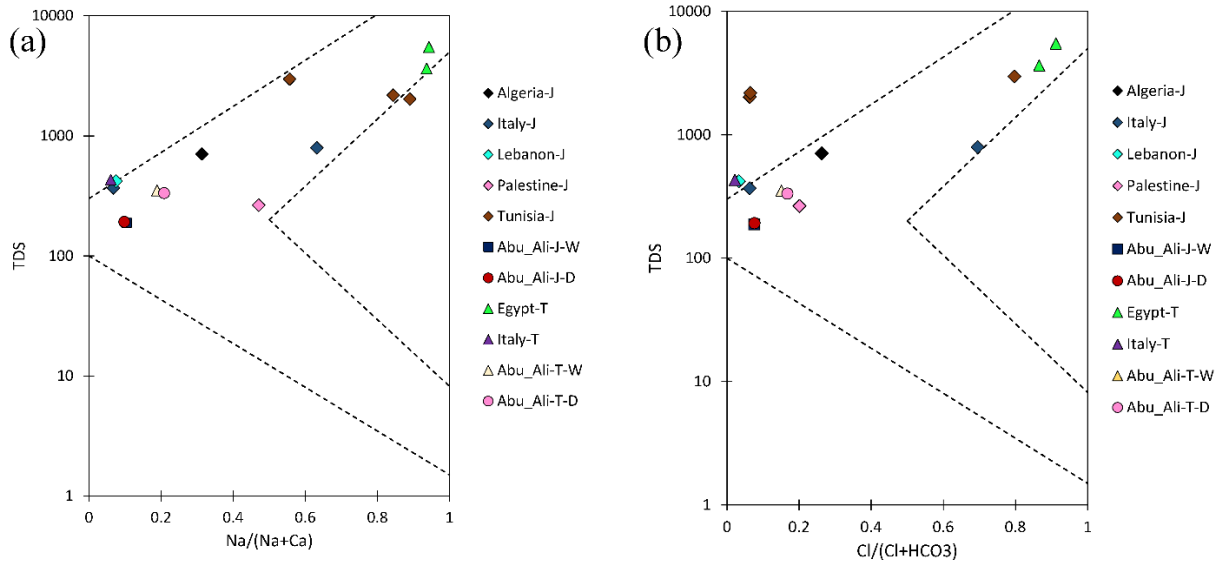 (a)
10000
1000
100
10
1
TDS
0
0.2
0.4
0.6
0.8
1
Na/(Na+Ca)
Algeria-J
Italy-J
Lebanon-J
Palestine-J
Tunisia-J
Abu_Ali-J-W
Abu_Ali-J-D
Egypt-T
Italy-T
Abu_Ali-T-W
Abu_Ali-T-D
(b)
10000
1000
100
10
1
TDS
0
0.2
0.4
0.6
0.8
1
Cl/(Cl+HCO3)
Algeria-J
Italy-J
Lebanon-J
Palestine-J
Tunisia-J
Abu_Ali-J-W
Abu_Ali-J-D
Egypt-T
Italy-T
Abu_Ali-T-W
Abu_Ali-T-D